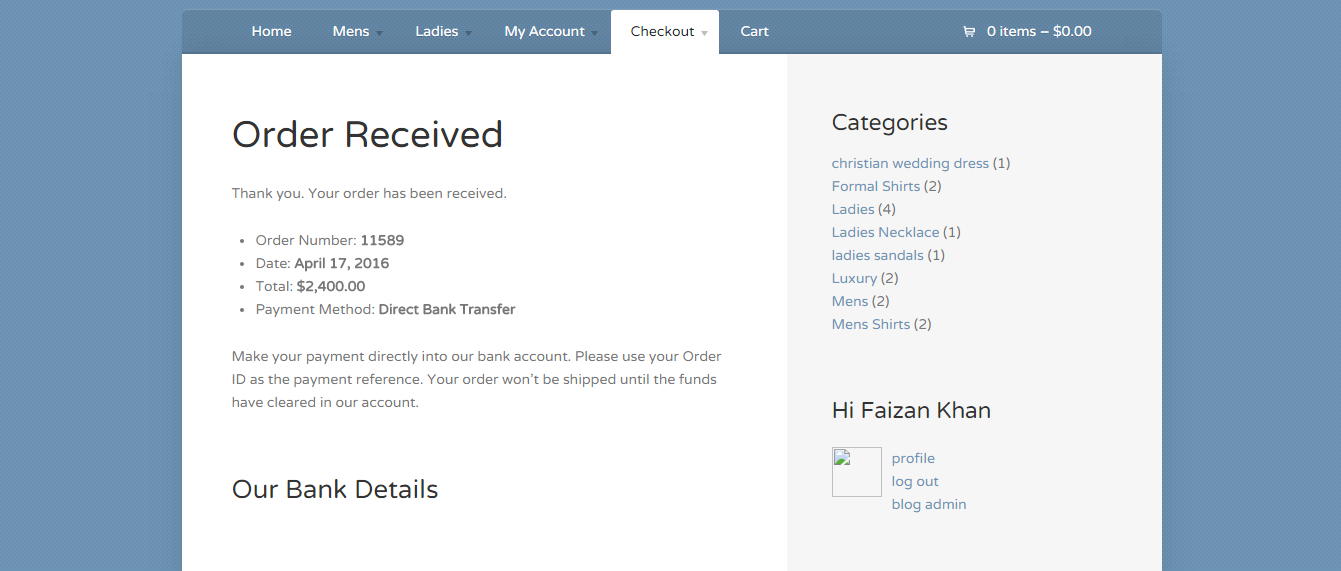 Home Mens Ladies My Account Checkout Cart 0 items – $0.00
Order Received
Thank you. Your order has been received.
Order Number: 11589
Date: April 17, 2016
Total: $2,400.00
Payment Method: Direct Bank Transfer
Make your payment directly into our bank account. Please use your Order
ID as the payment reference. Your order won’t be shipped until the funds
have cleared in our account.
Our Bank Details
Categories
christian wedding dress (1)
Formal Shirts (2)
Ladies (4)
Ladies Necklace (1)
ladies sandals (1)
Luxury (2)
Mens (2)
Mens Shirts (2)
Hi Faizan Khan
profile
log out
blog admin